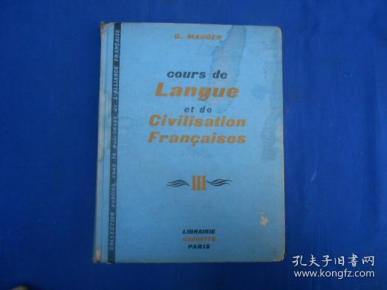 G. MAUGER
cours de
Langue
et de
Civilisation
Françaises
III
LIBRAIRIE
HACHETTE
PARIS
孔夫子旧书网
www.kongfz.com